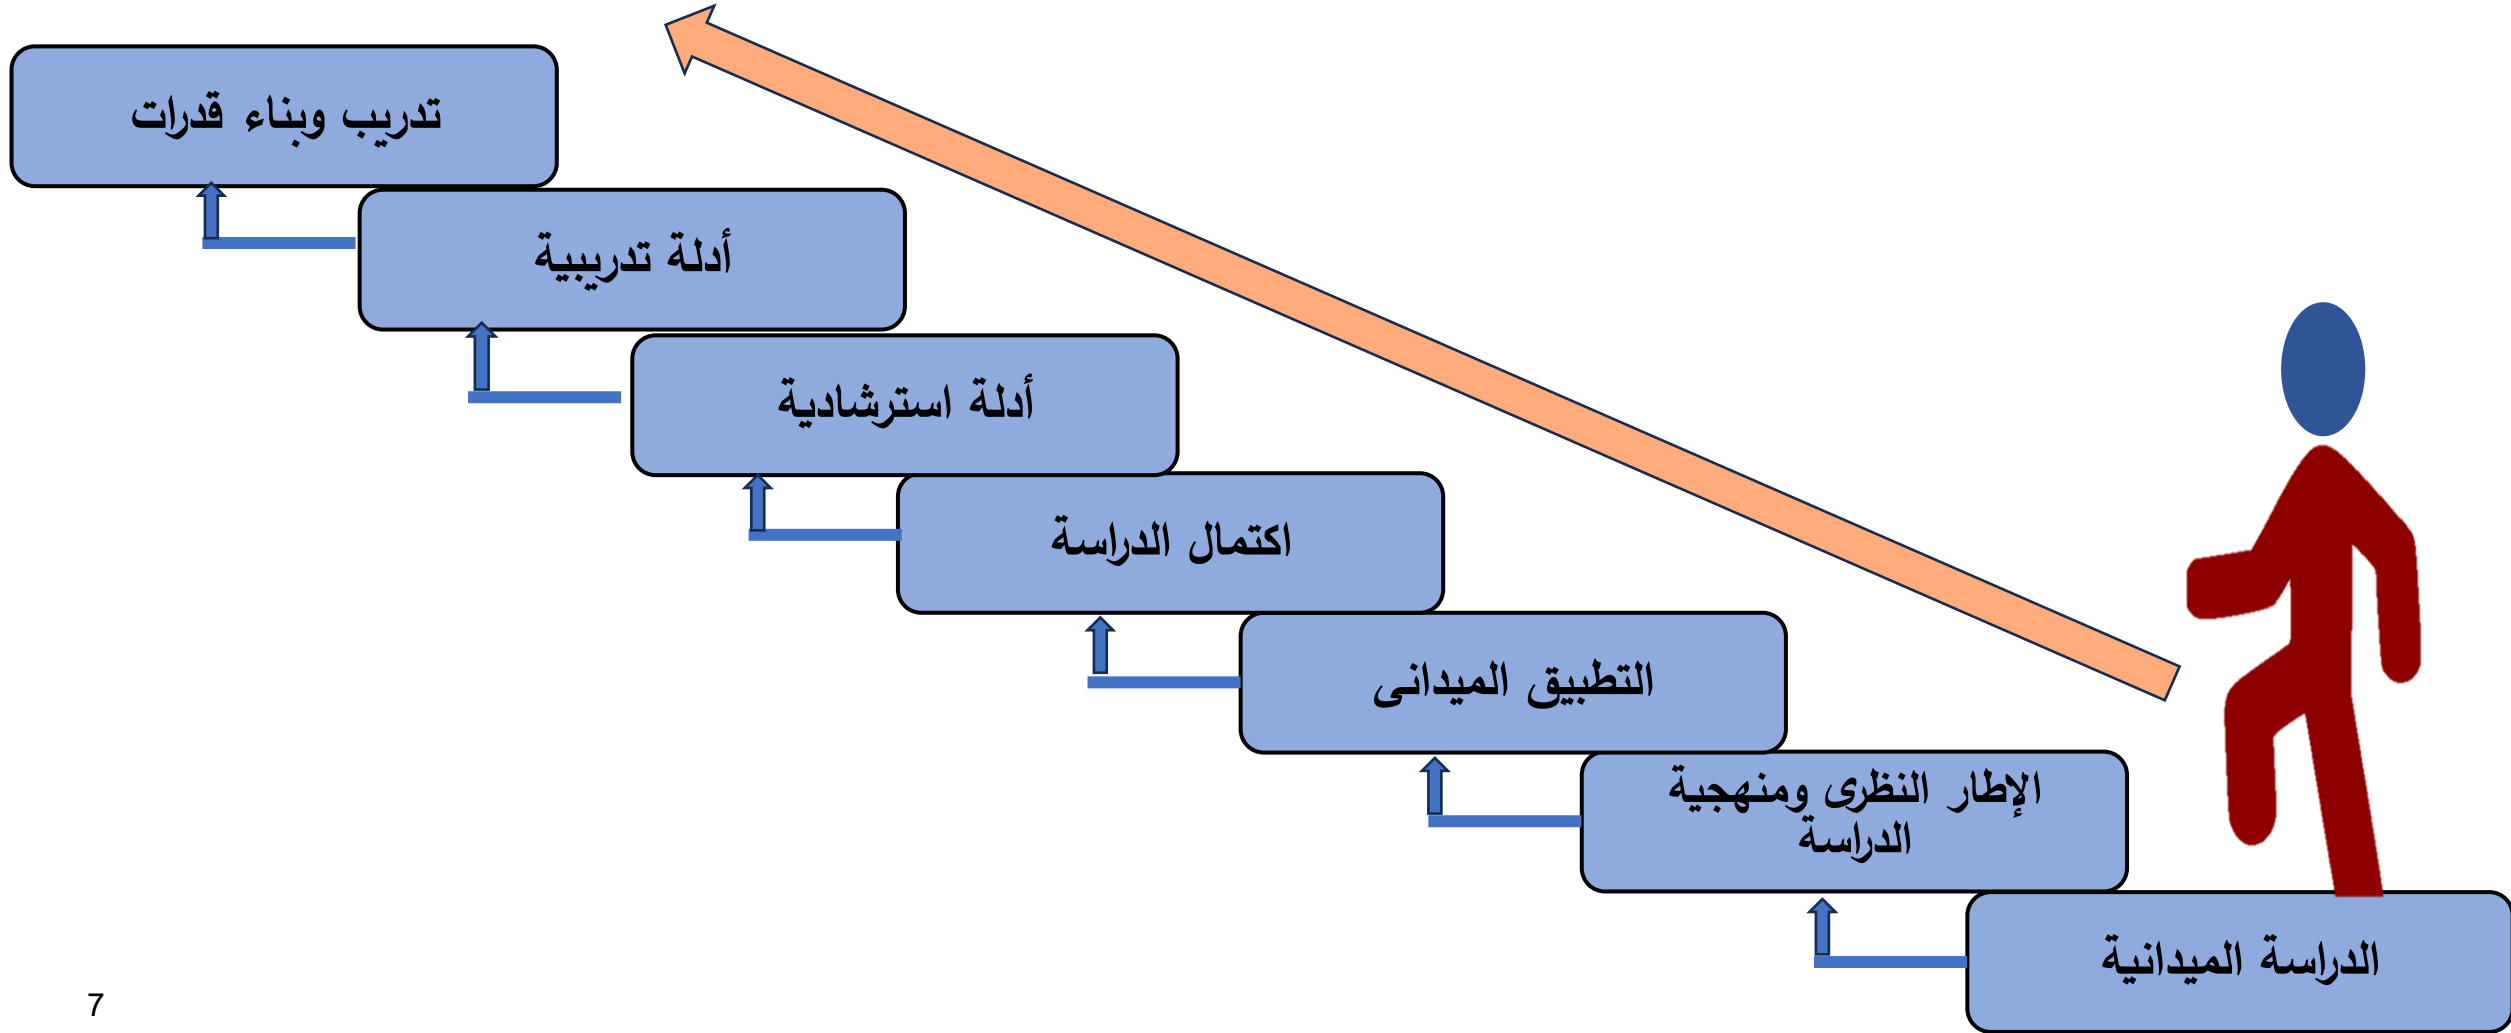 تدريب وبناء قدرات
أدلة تدريبية
أدلة استرشادية
اكتمال الدراسة
التطبيق الميدانى
الإطار النظرى ومنهجية
الدراسة
الدراسة الميدانية
7